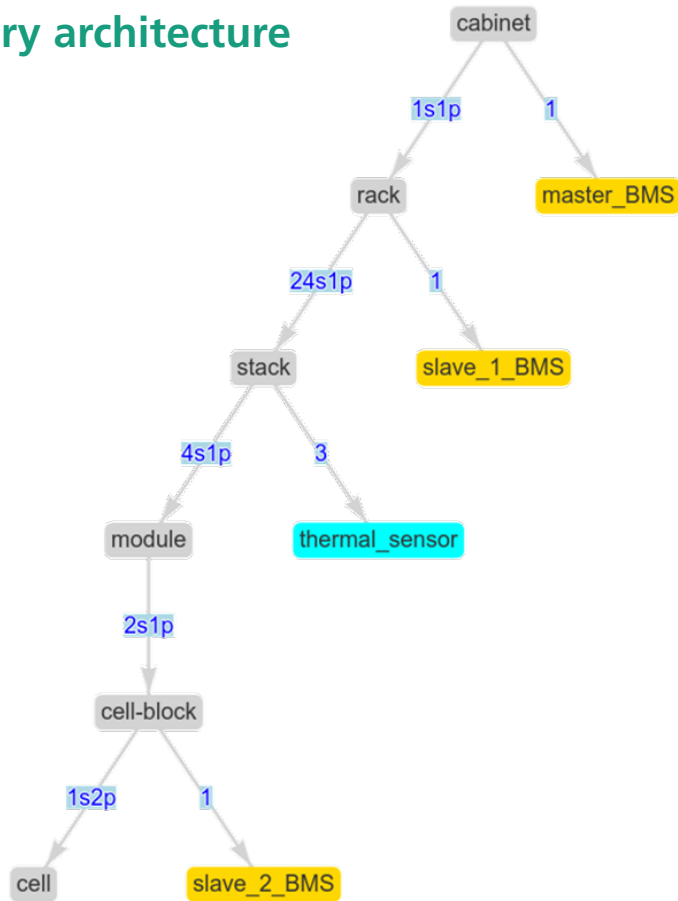 ry architecture
cabinet
1s1p
1
rack
master_BMS
24s1p
1
stack
slave_1_BMS
4s1p
3
module
thermal_sensor
2s1p
cell-block
1s2p
1
cell
slave_2_BMS